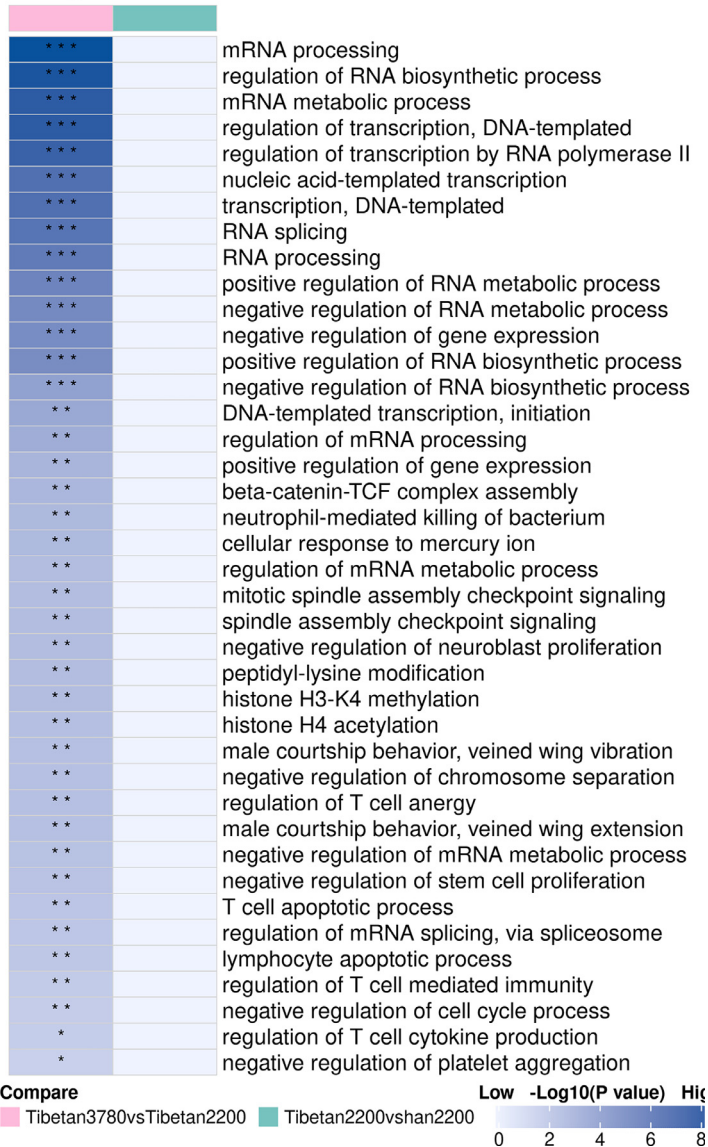 * * * mRNA processing
* * * regulation of RNA biosynthetic process
* * * mRNA metabolic process
* * * regulation of transcription, DNA-templated
* * * regulation of transcription by RNA polymerase II
* * * nucleic acid-templated transcription
* * * transcription, DNA-templated
* * * RNA splicing
* * * RNA processing
* * * positive regulation of RNA metabolic process
* * * negative regulation of RNA metabolic process
* * * negative regulation of gene expression
* * * positive regulation of RNA biosynthetic process
* * * negative regulation of RNA biosynthetic process
* * DNA-templated transcription, initiation
* * regulation of mRNA processing
* * positive regulation of gene expression
* * beta-catenin-TCF complex assembly
* * neutrophil-mediated killing of bacterium
* * cellular response to mercury ion
* * regulation of mRNA metabolic process
* * mitotic spindle assembly checkpoint signaling
* * spindle assembly checkpoint signaling
* * negative regulation of neuroblast proliferation
* * peptidyl-lysine modification
* * histone H3-K4 methylation
* * histone H4 acetylation
* * male courtship behavior, veined wing vibration
* * negative regulation of chromosome separation
* * regulation of T cell anergy
* * male courtship behavior, veined wing extension
* * negative regulation of mRNA metabolic process
* * negative regulation of stem cell proliferation
* * T cell apoptotic process
* * regulation of mRNA splicing, via spliceosome
* * lymphocyte apoptotic process
* * regulation of T cell mediated immunity
* * negative regulation of cell cycle process
* regulation of T cell cytokine production
* negative regulation of platelet aggregation
Compare Low -Log10(P value) Hig
Tibetan3780vsTibetan2200 Tibetan2200vshan2200
0 2 4 6 8